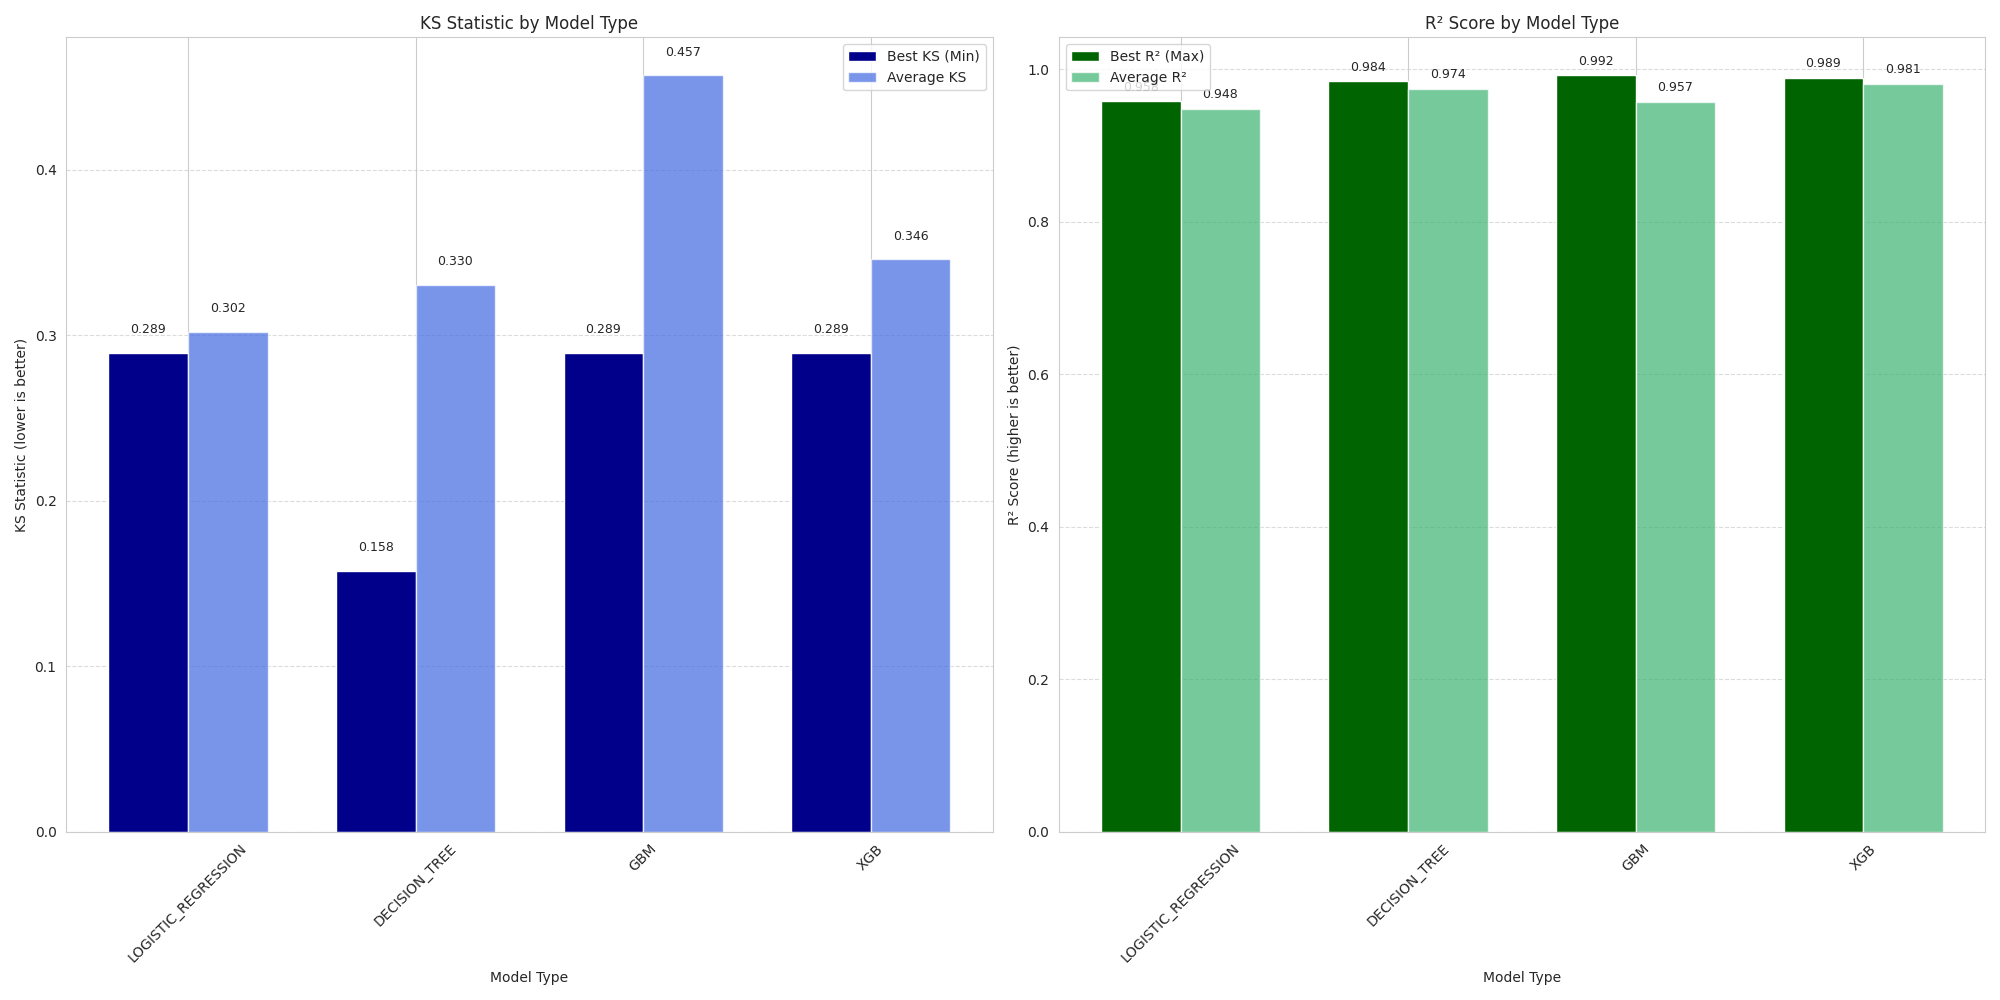 KS Statistic by Model Type
Best KS (Min)
Average KS
KS Statistic (lower is better)
0.4
0.3
0.2
0.1
0.0
0.289
0.302
0.158
0.330
0.289
0.457
0.289
0.346
LOGISTIC_REGRESSION
DECISION_TREE
GBM
XGB
Model Type
R² Score by Model Type
Best R² (Max)
Average R²
R² Score (higher is better)
1.0
0.8
0.6
0.4
0.2
0.0
0.958
0.948
0.984
0.974
0.992
0.957
0.989
0.981
LOGISTIC_REGRESSION
DECISION_TREE
GBM
XGB
Model Type